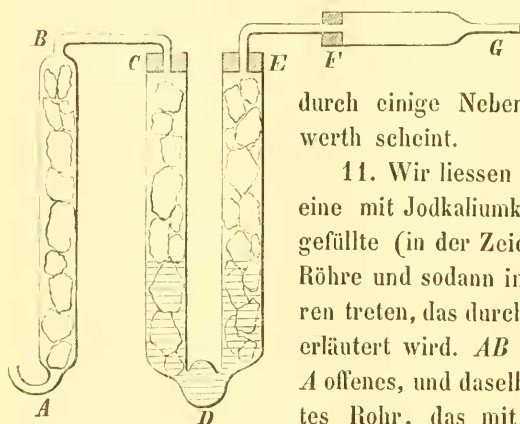 B
C
E
F
G
durch einige Neben
werth scheint.
11. Wir liessen
eine mit Jodkaliumk
gefüllte (in der Zeic
Röhre und sodann in
ren treten, das durch
erläutert wird. AB
A offenes, und daselb
tes Rohr, das mit
A
D